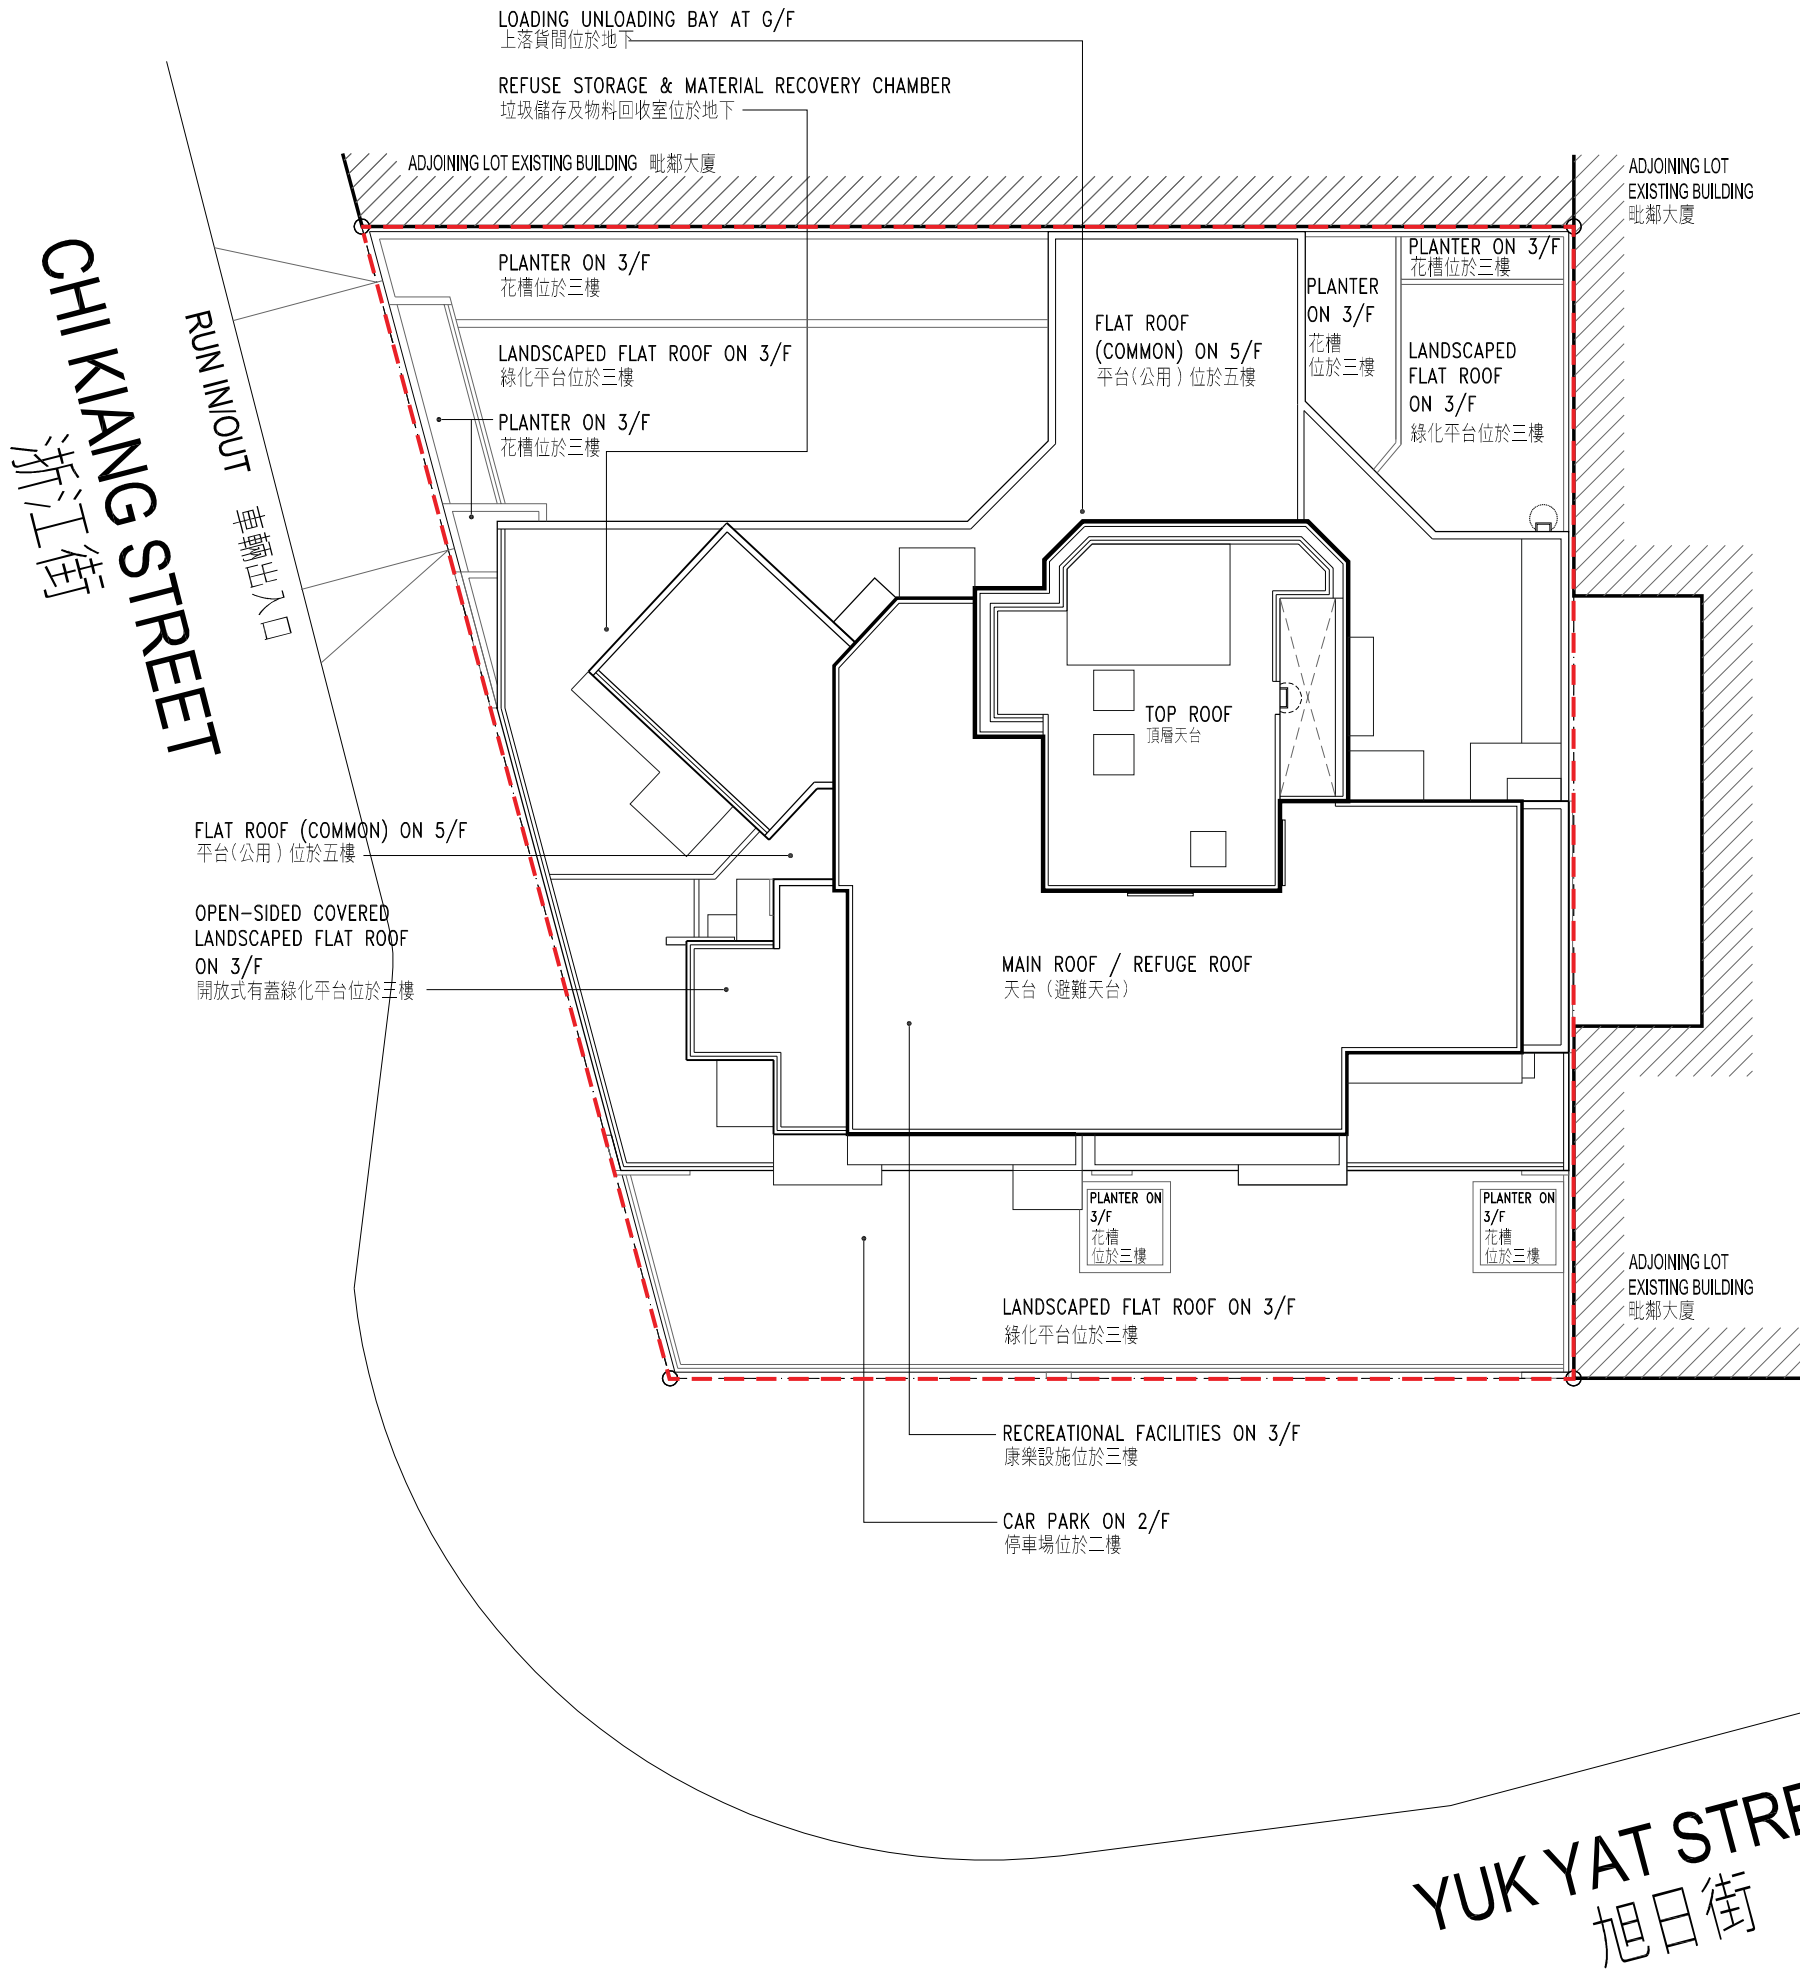 LOADING UNLOADING BAY AT G/F
上落貨間位於地下
REFUSE STORAGE & MATERIAL RECOVERY CHAMBER
垃圾儲存及物料回收室位於地下
ADJOINING LOT EXISTING BUILDING 毗鄰大廈
ADJOINING LOT
EXISTING BUILDING
毗鄰大廈
CHI KIANG STREET
浙江街
RUN IN/OUT 車輛出入口
PLANTER ON 3/F
花槽位於三樓
LANDSCAPED FLAT ROOF ON 3/F
綠化平台位於三樓
PLANTER ON 3/F
花槽位於三樓
FLAT ROOF
(COMMON) ON 5/F
平台(公用) 位於五樓
PLANTER
ON 3/F
花槽
位於三樓
PLANTER ON 3/F
花槽位於三樓
LANDSCAPED
FLAT ROOF
ON 3/F
綠化平台位於三樓
TOP ROOF
頂層天台
FLAT ROOF (COMMON) ON 5/F
平台(公用) 位於五樓
OPEN-SIDED COVERED
LANDSCAPED FLAT ROOF
ON 3/F
開放式有蓋綠化平台位於三樓
MAIN ROOF / REFUGE ROOF
天台 (避難天台)
PLANTER ON
3/F
花槽
位於三樓
PLANTER ON
3/F
花槽
位於三樓
LANDSCAPED FLAT ROOF ON 3/F
綠化平台位於三樓
ADJOINING LOT
EXISTING BUILDING
毗鄰大廈
RECREATIONAL FACILITIES ON 3/F
康樂設施位於三樓
CAR PARK ON 2/F
停車場位於二樓
YUK YAT STRE
旭日街